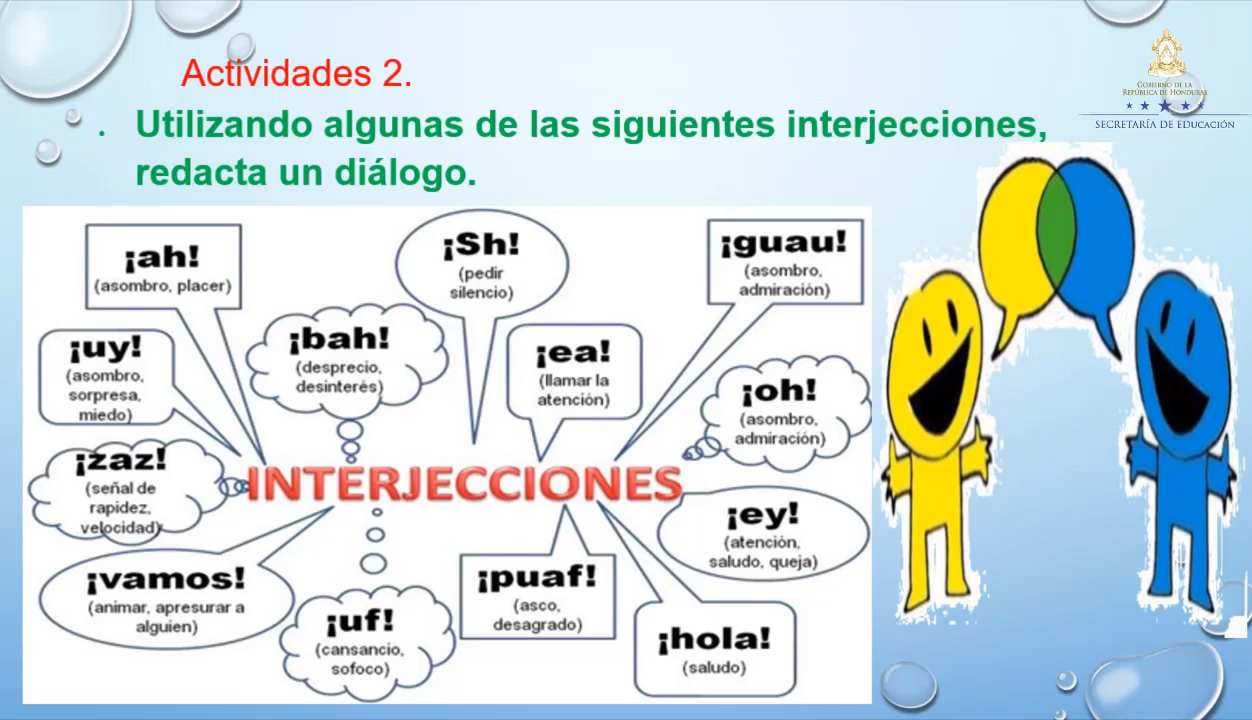 Actividades 2.
GOBIERNO DE LA
REPÚBLICA DE HONDURAS
SECRETARÍA DE EDUCACIÓN
. Utilizando algunas de las siguientes interjecciones,
redacta un diálogo.
¡ah!
(asombro, placer)
¡Sh!
(pedir
silencio)
¡guau!
(asombro,
admiración)
¡uy!
(asombro,
sorpresa,
miedo)
¡bah!
(desprecio,
desinterés)
¡ea!
(llamar la
atención)
¡oh!
(asombro,
admiración)
¡zaz!
(señal de
rapidez,
velocidad)
INTERJECCIONES
¡ey!
(atención,
saludo, queja)
¡vamos!
(animar, apresurar a
alguien)
¡uf!
(cansancio,
sofoco)
¡puaf!
(asco,
desagrado)
¡hola!
(saludo)